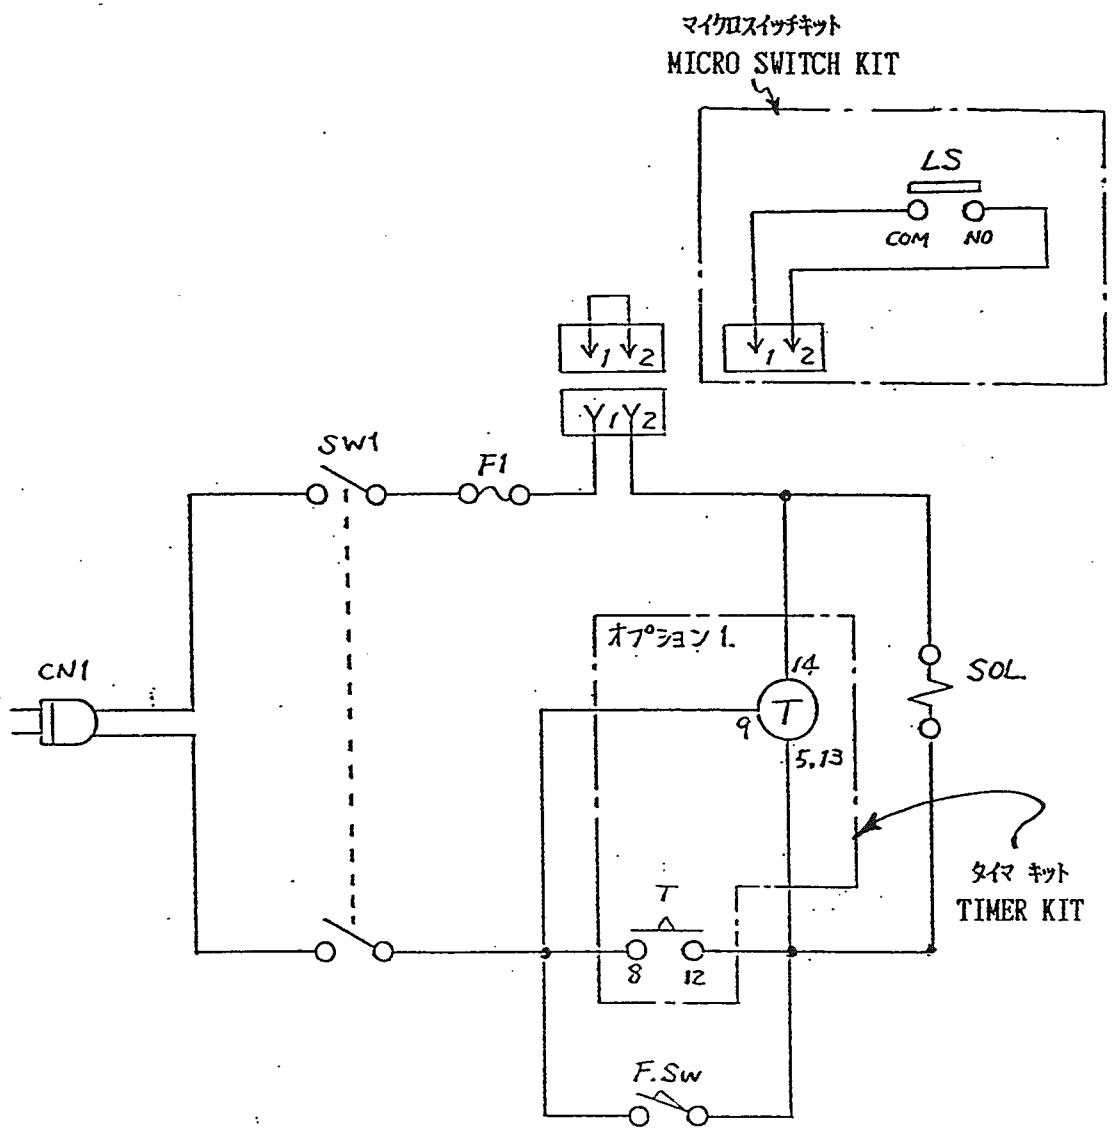 マイクロスイッチキット
MICRO SWITCH KIT
LS
COM NO
1 2
1 2
1 2
SW1
F1
オプション1.
14
CN1
SOL
T
9
5.13
タイマ キット
TIMER KIT
T
8 12
F.SW